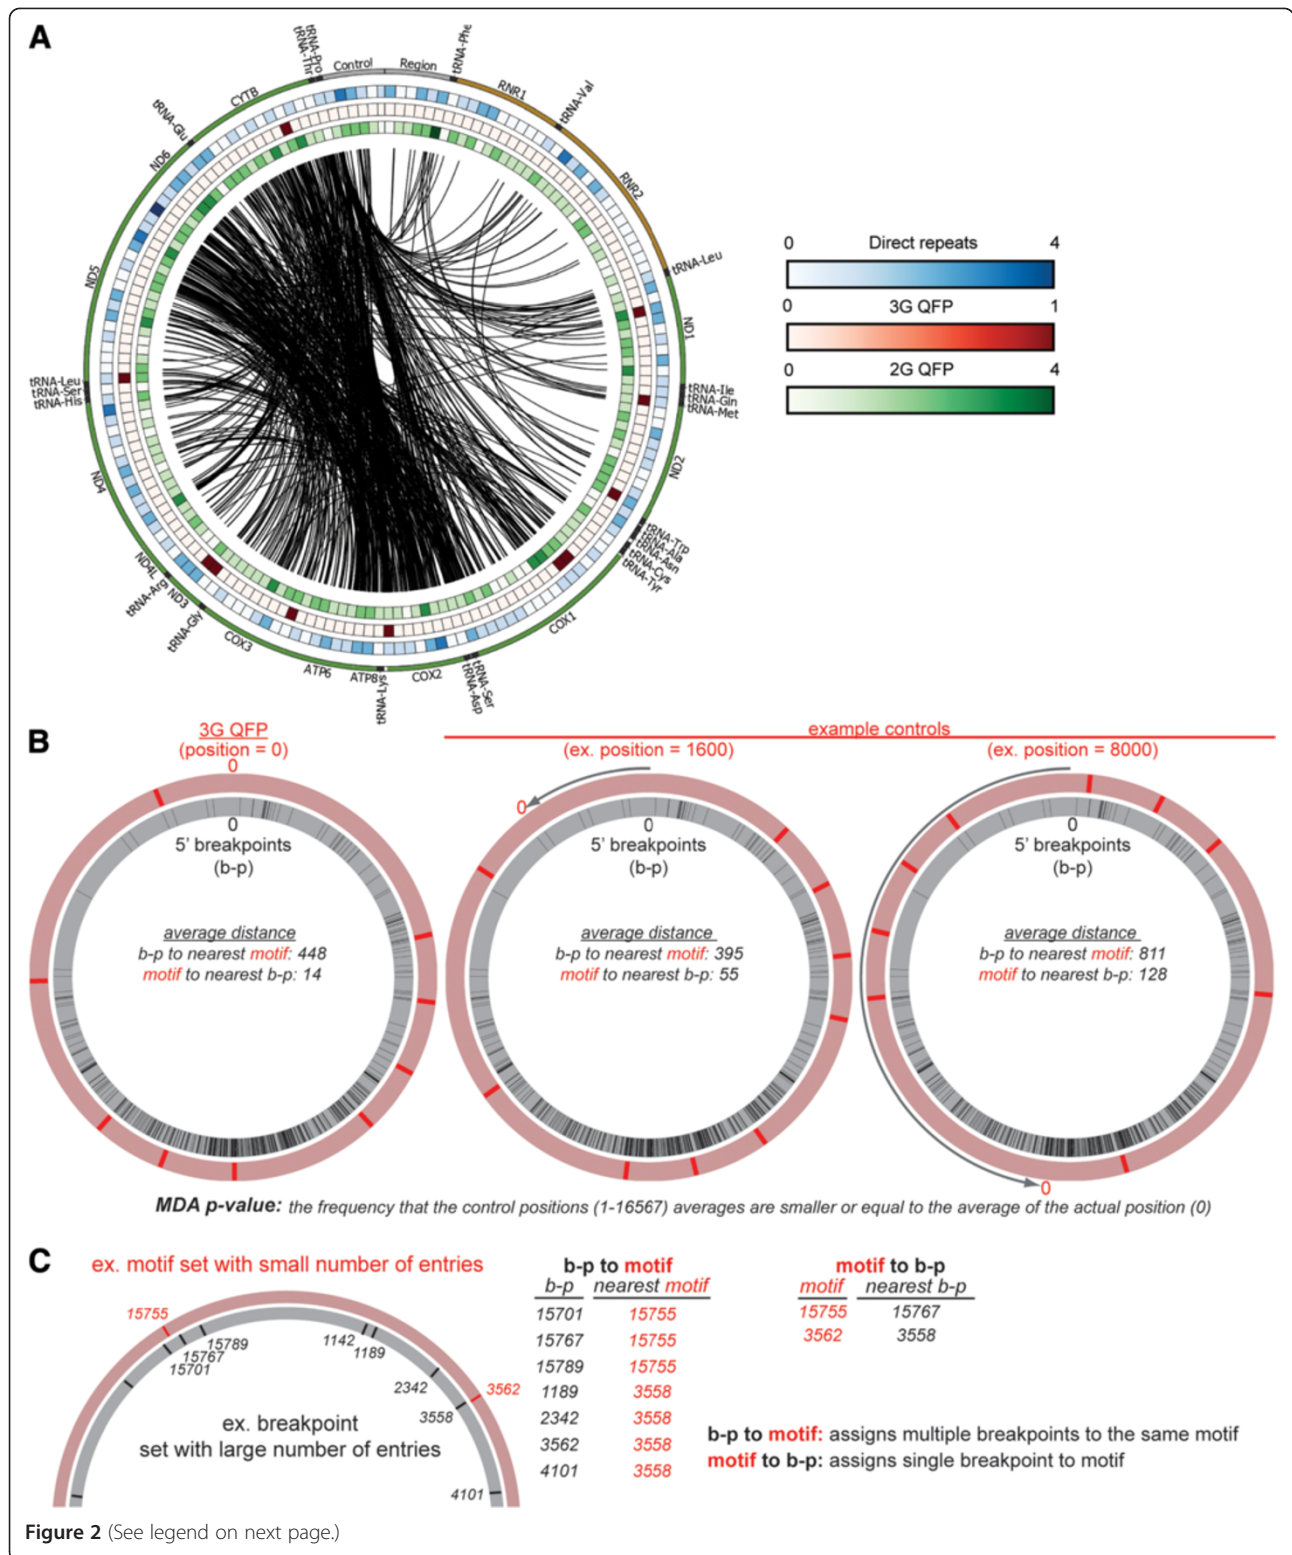 A
Control
Region
tRNA-Phe
RNR1
tRNA-Val
RNR2
tRNA-Leu
ND1
tRNA-Ile
tRNA-Gln
tRNA-Met
ND2
tRNA-Trp
tRNA-Ala
tRNA-Asn
tRNA-Cys
tRNA-Tyr
COX1
tRNA-Ser
tRNA-Asp
COX2
tRNA-Lys
ATP8
ATP6
COX3
tRNA-Gly
ND3
tRNA-Arg
ND4L
ND4
tRNA-His
tRNA-Ser
tRNA-Leu
ND5
ND6
tRNA-Glu
CYTB
tRNA-Thr
tRNA-Pro
0 Direct repeats 4
0 3G QFP 1
0 2G QFP 4
B
3G QFP
(position = 0)
0
0
5' breakpoints
(b-p)
average distance
b-p to nearest motif: 448
motif to nearest b-p: 14
example controls
(ex. position = 1600)
0
0
5' breakpoints
(b-p)
average distance
b-p to nearest motif: 395
motif to nearest b-p: 55
(ex. position = 8000)
0
5' breakpoints
(b-p)
average distance
b-p to nearest motif: 811
motif to nearest b-p: 128
0
MDA p-value: the frequency that the control positions (1-16567) averages are smaller or equal to the average of the actual position (0)
C
ex. motif set with small number of entries
15755
15789
15767
15701
1142
1189
2342
3562
3558
4101
ex. breakpoint
set with large number of entries
b-p to motif
b-p nearest motif
15701 15755
15767 15755
15789 15755
1189 3558
2342 3558
3562 3558
4101 3558
motif to b-p
motif nearest b-p
15755 15767
3562 3558
b-p to motif: assigns multiple breakpoints to the same motif
motif to b-p: assigns single breakpoint to motif
Figure 2 (See legend on next page.)